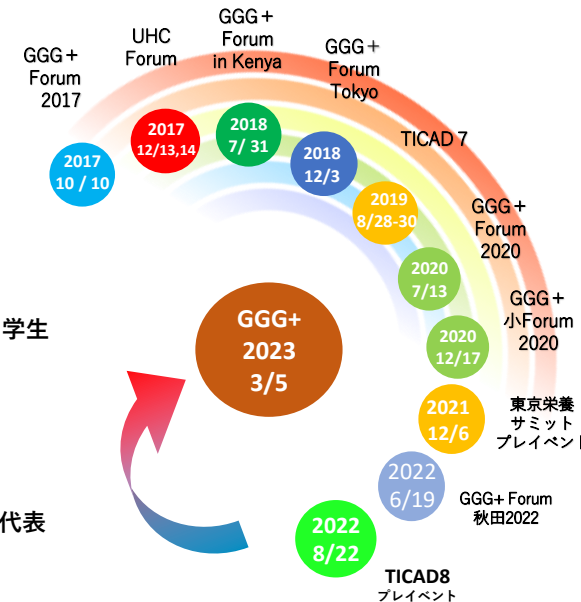 GGG＋
Forum
2017
UHC
Forum
GGG＋
Forum
in Kenya
GGG＋
Forum
Tokyo
TICAD 7
GGG＋
Forum
2020
GGG＋
小Forum
2020
2017
10 / 10
2017
12/13,14
2018
7/ 31
2018
12/3
2019
8/28-30
2020
7/13
2020
12/17
2021
12/6
東京栄養
サミット
プレイベント
2022
6/19
GGG+ Forum
秋田2022
2022
8/22
TICAD8
プレイベント
GGG+
2023
3/5
学生
代表